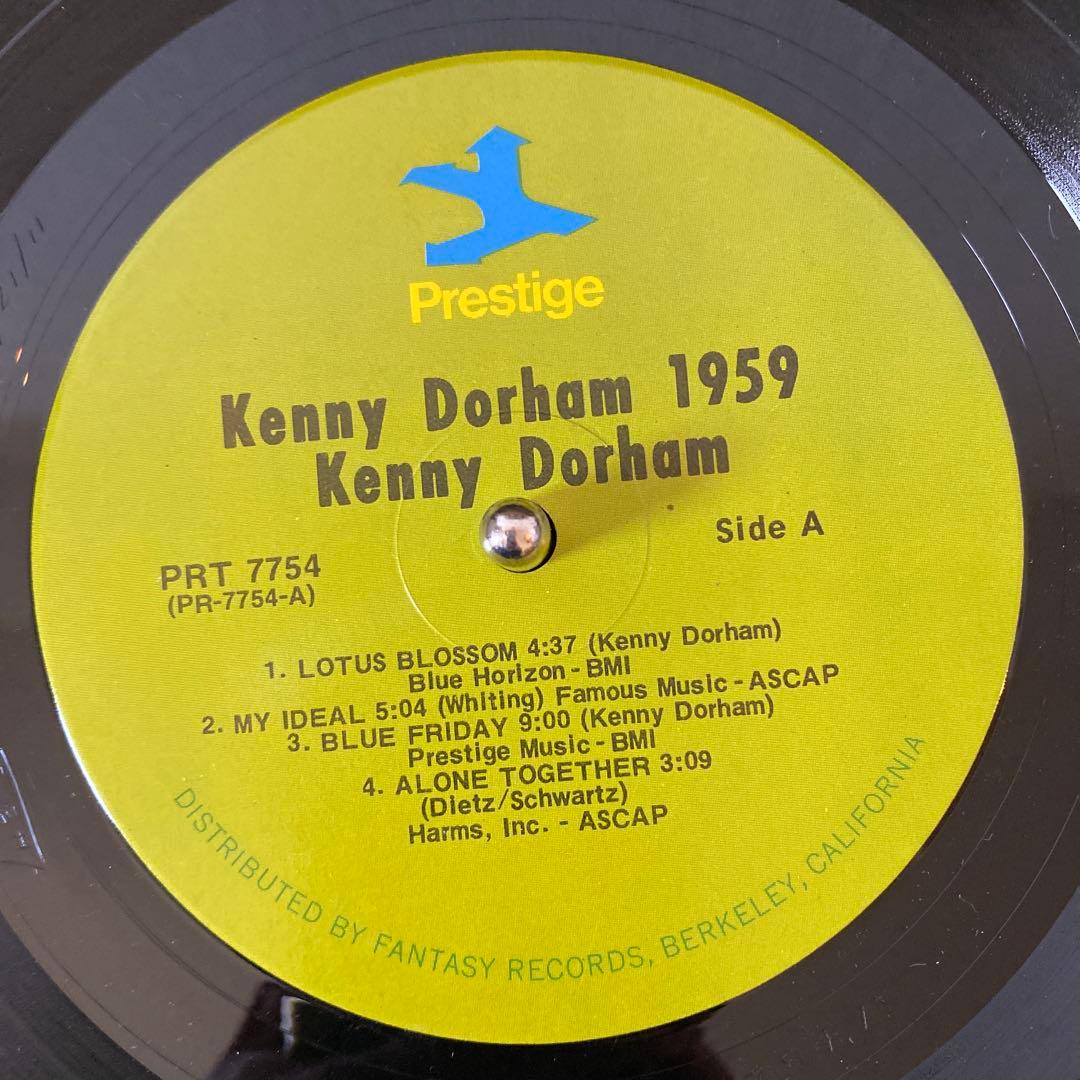 Prestige
Kenny Dorham 1959
Kenny Dorham
Side A
PRT 7754
(PR-7754-A)
1. LOTUS BLOSSOM 4:37 (Kenny Dorham)
Blue Horizon - BMI
2. MY IDEAL 5:04 (Whiting) Famous Music - ASCAP
3. BLUE FRIDAY 9:00 (Kenny Dorham)
Prestige Music - BMI
4. ALONE TOGETHER 3:09
(Dietz/Schwartz)
Harms, Inc. - ASCAP
DISTRIBUTED BY FANTASY RECORDS, BERKELEY, CALIFORNIA